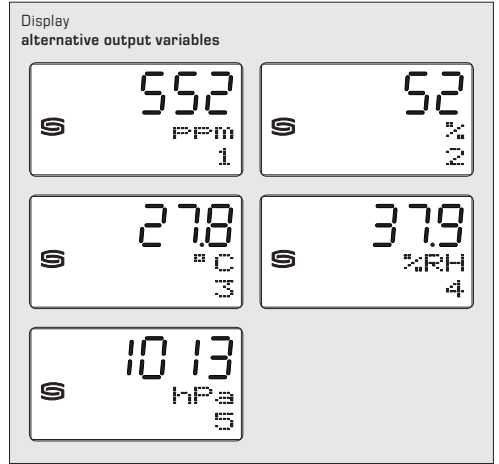 Display
alternative output variables
552
ppm
1
52
%
2
27.8
°C
3
37.9
%RH
4
1013
hPa
5